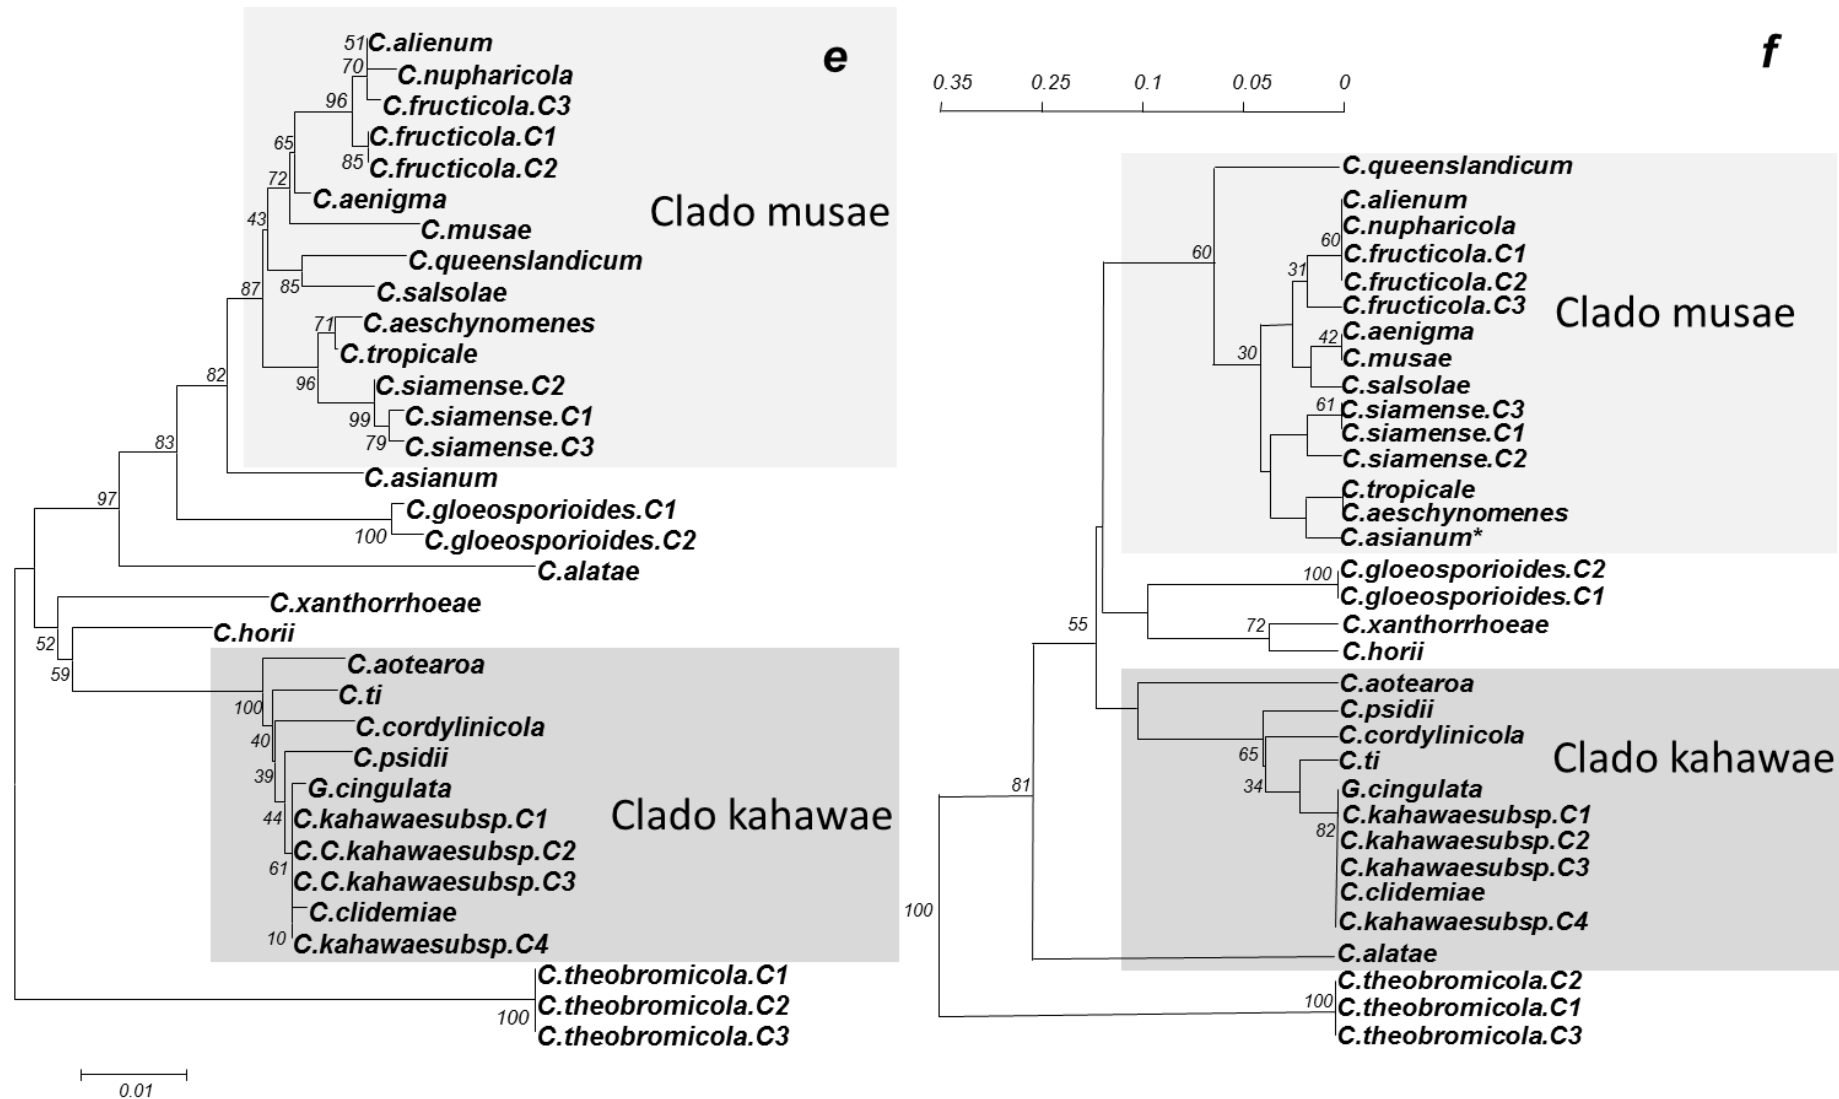 e
51
C.alienum
70
C.nupharicola
96
C.fructicola.C3
C.fructicola.C1
65
85
C.fructicola.C2
72
C.aenigma
Clado musae
43
C.musae
C.queenslandicum
87
85
C.salsolae
71
C.aeschynomenes
C.tropicale
82
96
C.siamense.C2
99
C.siamense.C1
83
79
C.siamense.C3
C.asianum
97
C.gloeosporioides.C1
100
C.gloeosporioides.C2
C.alatae
C.xanthorrhoeae
52
C.horii
59
C.aotearoa
100
C.ti
40
C.cordylinicola
39
C.psidii
G.cingulata
44
C.kahawaesubsp.C1
Clado kahawae
C.C.kahawaesubsp.C2
61
C.C.kahawaesubsp.C3
C.clidemiae
10
C.kahawaesubsp.C4
C.theobromicola.C1
C.theobromicola.C2
100
C.theobromicola.C3
0.01
f
0.35 0.25 0.1 0.05 0
C.queenslandicum
C.alienum
C.nupharicola
60
60
C.fructicola.C1
31
C.fructicola.C2
C.fructicola.C3
Clado musae
C.aenigma
42
30
C.musae
C.salsolae
61
C.siamense.C3
C.siamense.C1
C.siamense.C2
C.tropicale
C.aeschynomenes
C.asianum*
100
C.gloeosporioides.C2
C.gloeosporioides.C1
55
72
C.xanthorrhoeae
C.horii
C.aotearoa
C.psidii
C.cordylinicola
65
C.ti
Clado kahawae
81
34
G.cingulata
C.kahawaesubsp.C1
82
C.kahawaesubsp.C2
C.kahawaesubsp.C3
C.clidemiae
100
C.kahawaesubsp.C4
C.alatae
C.theobromicola.C2
100
C.theobromicola.C1
C.theobromicola.C3